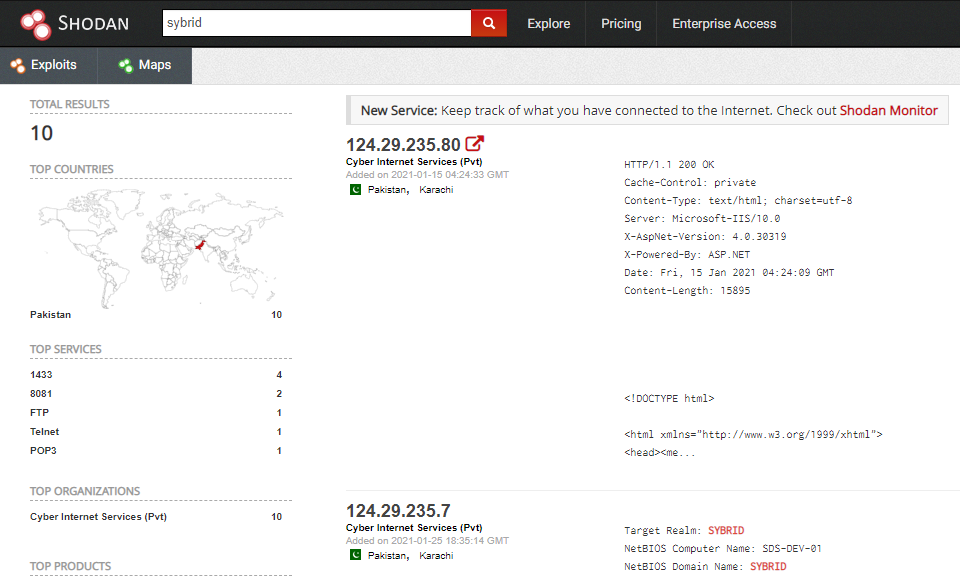 SHODAN
sybrid
Explore
Pricing
Enterprise Access
Exploits
Maps
TOTAL RESULTS
10
TOP COUNTRIES
Pakistan 10
TOP SERVICES
1433 4
8081 2
FTP 1
Telnet 1
POP3 1
TOP ORGANIZATIONS
Cyber Internet Services (Pvt) 10
TOP PRODUCTS
New Service: Keep track of what you have connected to the Internet. Check out Shodan Monitor
124.29.235.80
Cyber Internet Services (Pvt)
Added on 2021-01-15 04:24:33 GMT
Pakistan, Karachi
HTTP/1.1 200 OK
Cache-Control: private
Content-Type: text/html; charset=utf-8
Server: Microsoft-IIS/10.0
X-AspNet-Version: 4.0.30319
X-Powered-By: ASP.NET
Date: Fri, 15 Jan 2021 04:24:09 GMT
Content-Length: 15895
<!DOCTYPE html>
<html xmlns="http://www.w3.org/1999/xhtml">
<head><me...
124.29.235.7
Cyber Internet Services (Pvt)
Added on 2021-01-25 18:35:14 GMT
Pakistan, Karachi
Target Realm: SYBRID
NetBIOS Computer Name: SDS-DEV-01
NetBIOS Domain Name: SYBRID